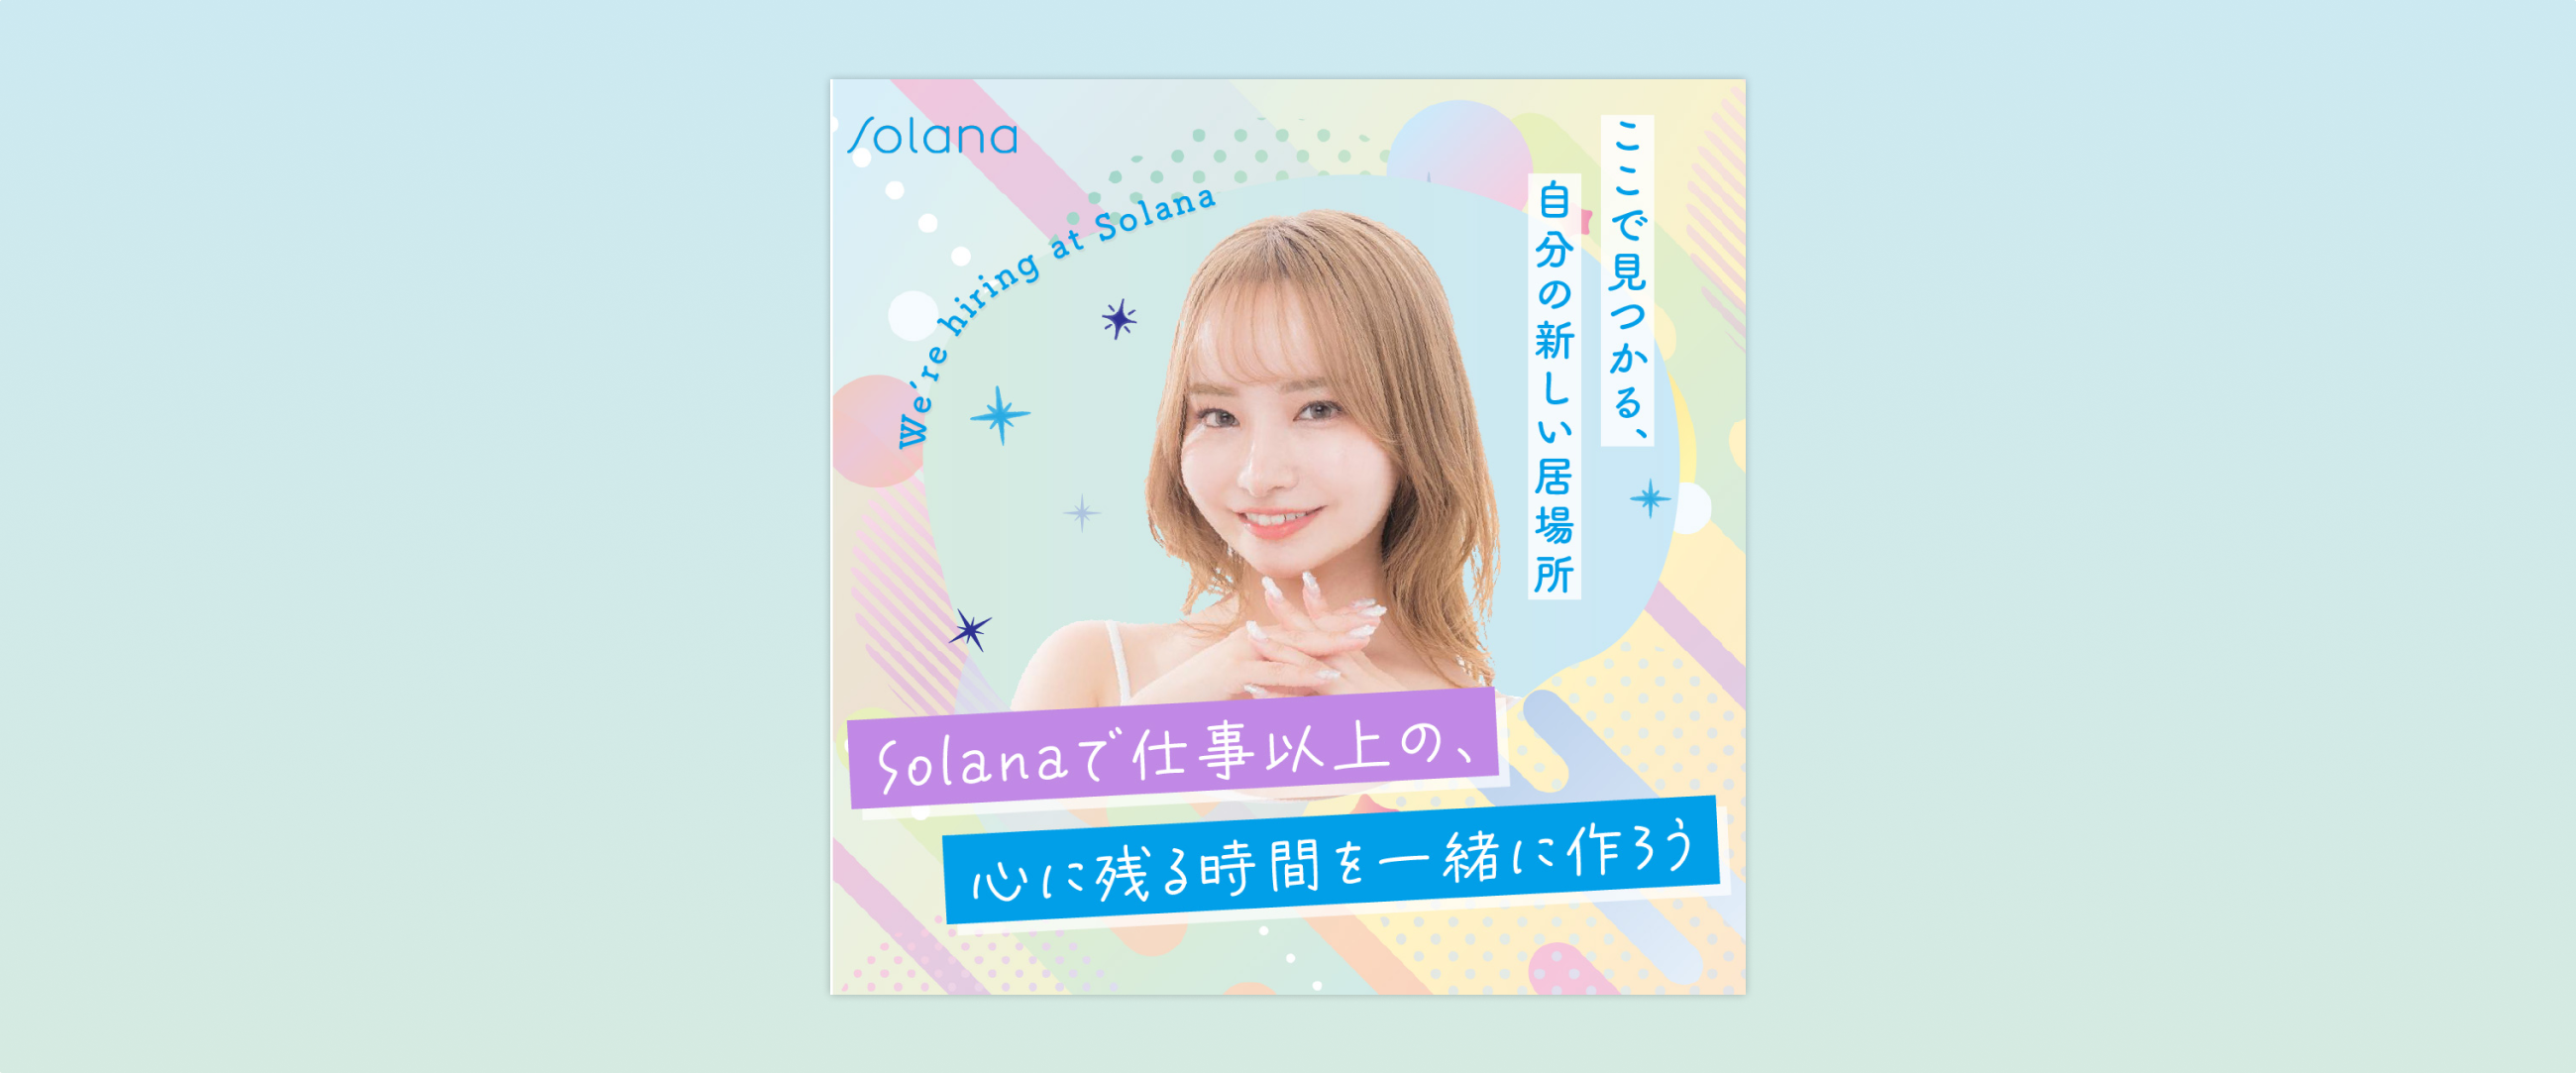 Solana
We're hiring at Solana
ここで見つかる、
自分の新しい居場所
Solanaで仕事以上の、
心に残る時間を一緒に作ろう